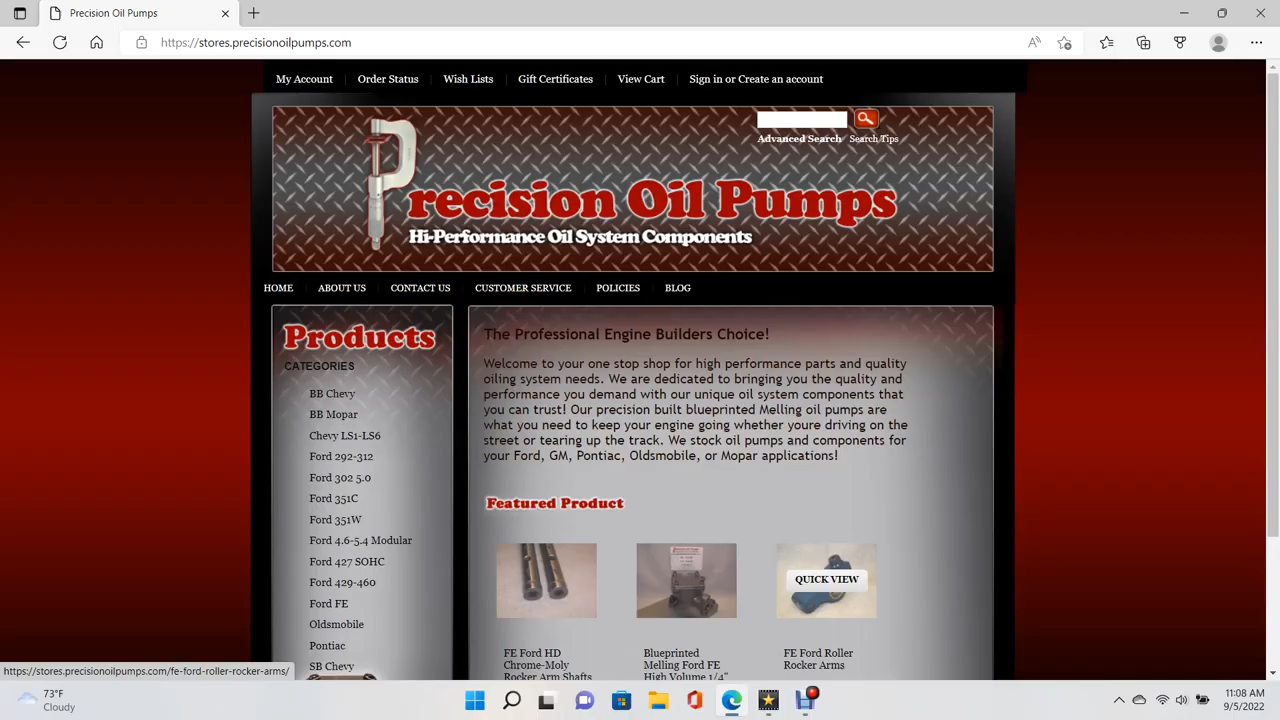 Precision Oil Pumps
https://stores.precisionoilpumps.com
My Account
Order Status
Wish Lists
Gift Certificates
View Cart
Sign in or Create an account
Advanced Search
Search Tips
Precision Oil Pumps
Hi-Performance Oil System Components
HOME
ABOUT US
CONTACT US
CUSTOMER SERVICE
POLICIES
BLOG
Products
CATEGORIES
BB Chevy
BB Mopar
Chevy LS1-LS6
Ford 292-312
Ford 302 5.0
Ford 351C
Ford 351W
Ford 4.6-5.4 Modular
Ford 427 SOHC
Ford 429-460
Ford FE
Oldsmobile
Pontiac
SB Chevy
The Professional Engine Builders Choice!
Welcome to your one stop shop for high performance parts and quality
oiling system needs. We are dedicated to bringing you the quality and
performance you demand with our unique oil system components that
you can trust! Our precision built blueprinted Melling oil pumps are
what you need to keep your engine going whether youre driving on the
street or tearing up the track. We stock oil pumps and components for
your Ford, GM, Pontiac, Oldsmobile, or Mopar applications!
Featured Product
QUICK VIEW
FE Ford HD
Chrome-Moly
Rocker Arm Shafts
Blueprinted
Melling Ford FE
High Volume 1/4"
FE Ford Roller
Rocker Arms
https://stores.precisionoilpumps.com/fe-ford-roller-rocker-arms/
73°F
Cloudy
11:08 AM
9/5/2022